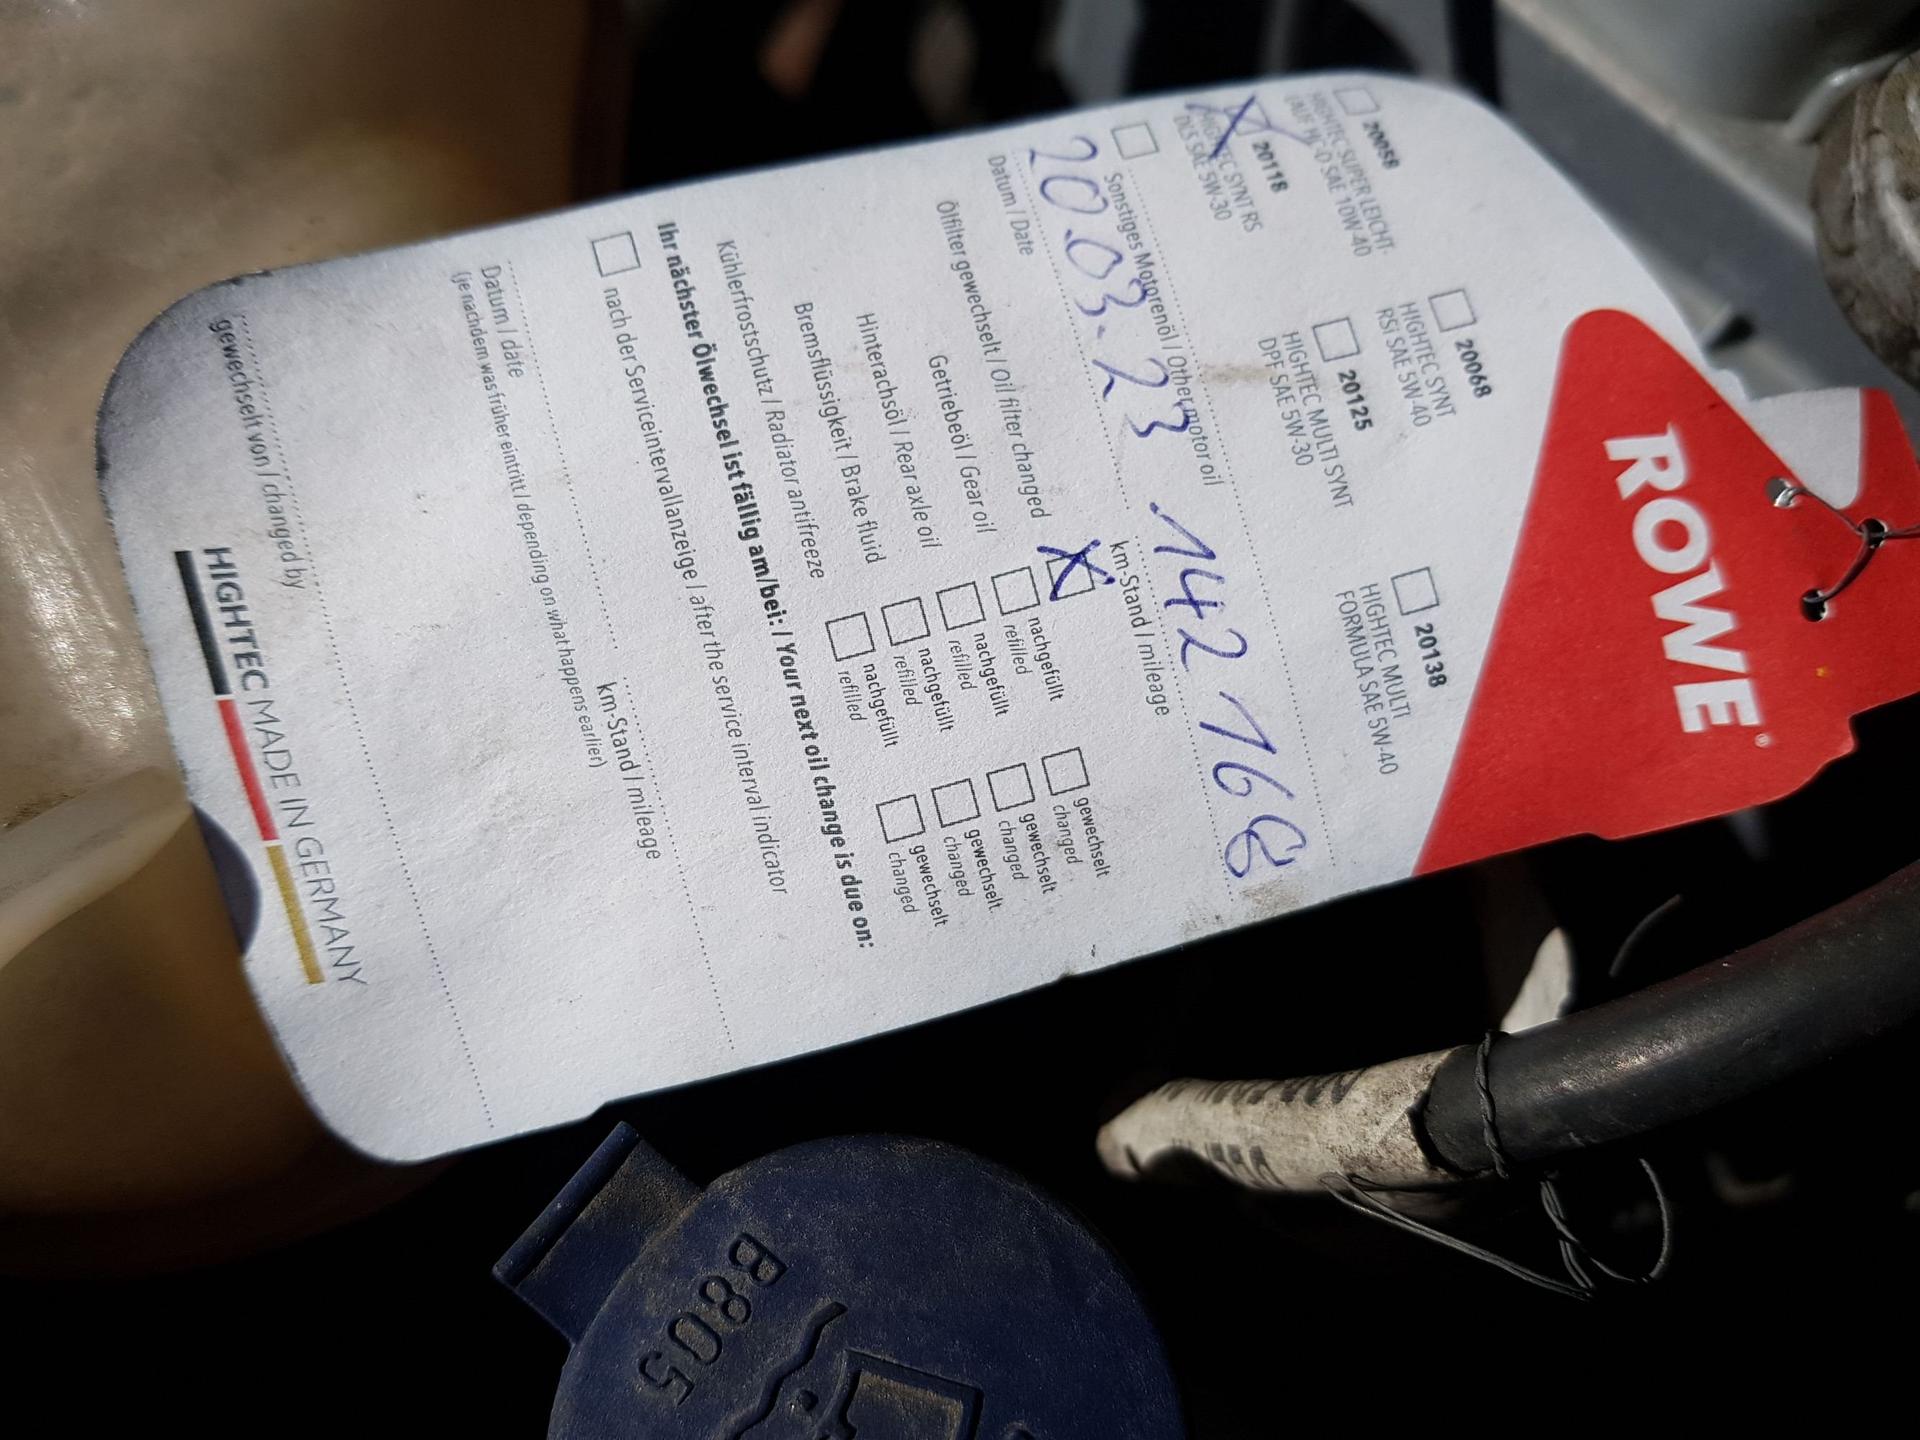 ROWE®
20058
HIGHTEC SUPER LEICHT-
LAUF HC-O SAE 10W-40
20068
HIGHTEC SYNT
RSi SAE 5W-40
20138
HIGHTEC MULTI
FORMULA SAE 5W-40
20118
HIGHTEC SYNT RS
DLS SAE 5W-30
20125
HIGHTEC MULTI SYNT
DPF SAE 5W-30
Sonstiges Motorenöl / Other motor oil
20.03.23 142 168
Datum / Date km-Stand / mileage
Ölfilter gewechselt / Oil filter changed
Getriebeöl / Gear oil nachgefüllt gewechselt
refilled changed
Hinterachsöl / Rear axle oil nachgefüllt gewechselt
refilled changed
Bremsflüssigkeit / Brake fluid nachgefüllt gewechselt
refilled changed
Kühlerfrostschutz / Radiator antifreeze nachgefüllt gewechselt
refilled changed
Ihr nächster Ölwechsel ist fällig am/bei: / Your next oil change is due on:
nach der Serviceintervallanzeige / after the service interval indicator
Datum / date km-Stand / mileage
(je nachdem was früher eintritt / depending on what happens earlier)
gewechselt von / changed by
HIGHTEC MADE IN GERMANY
B805